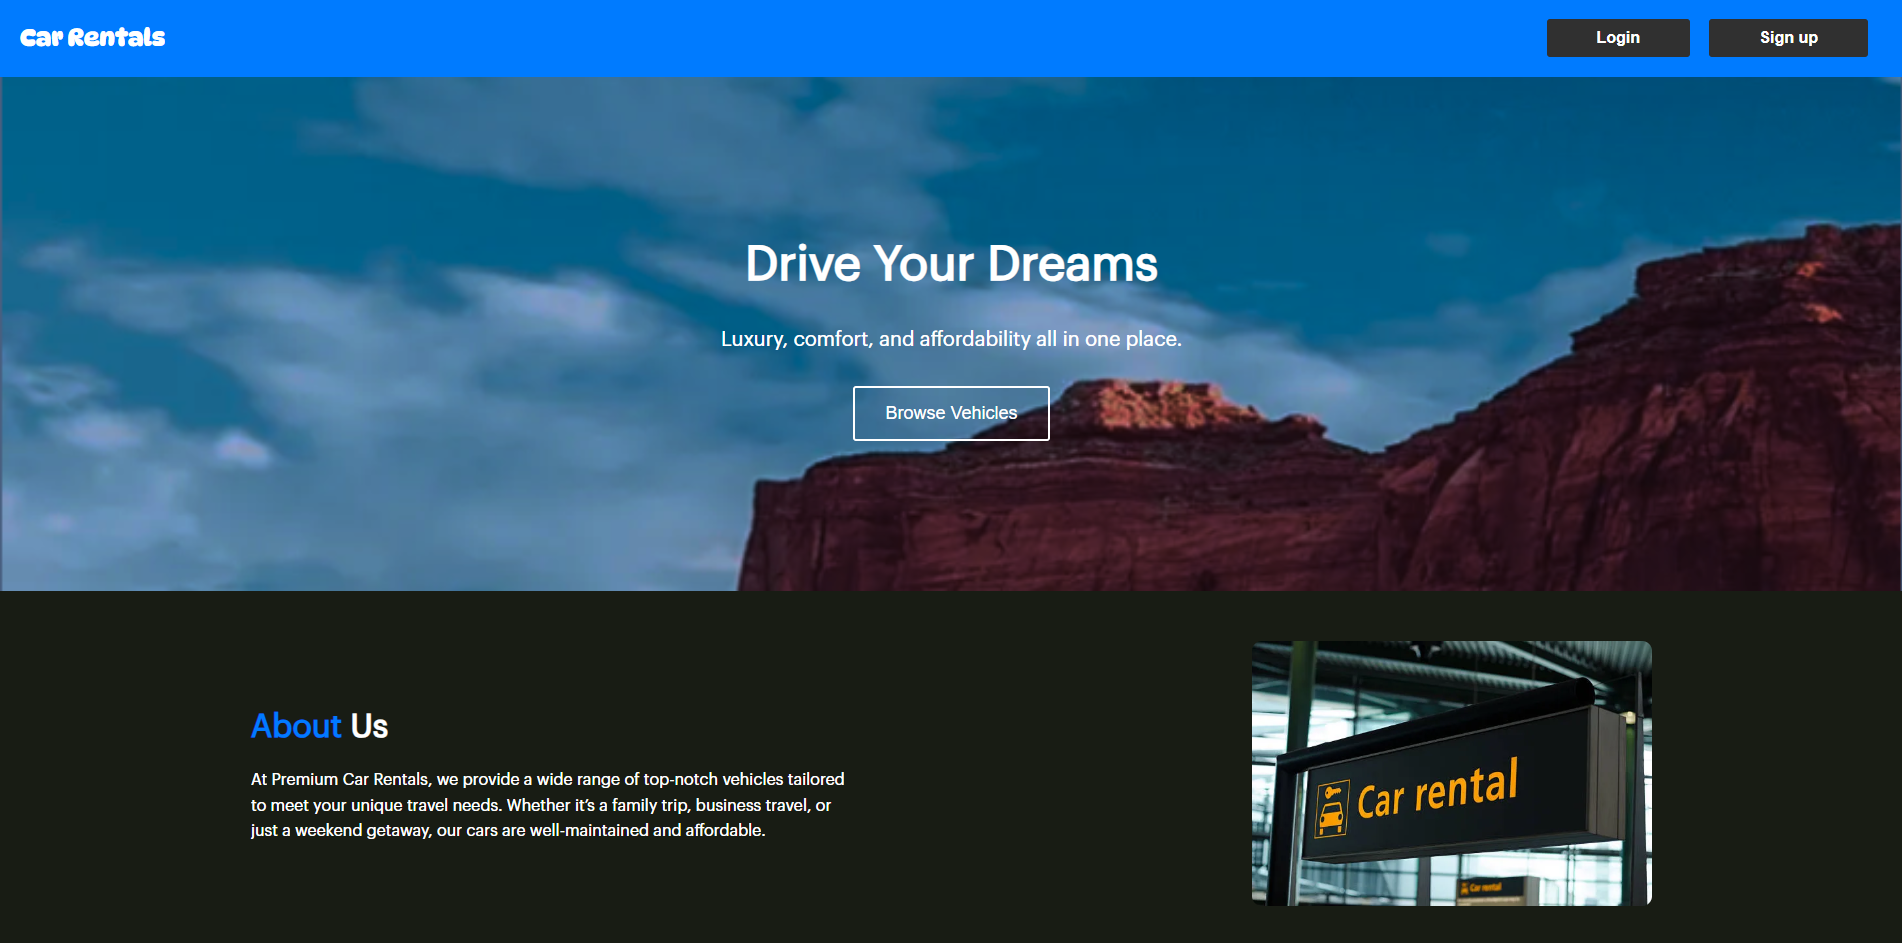 Car Rentals
Login
Sign up
Drive Your Dreams
Luxury, comfort, and affordability all in one place.
Browse Vehicles
About Us
At Premium Car Rentals, we provide a wide range of top-notch vehicles tailored
to meet your unique travel needs. Whether it’s a family trip, business travel, or
just a weekend getaway, our cars are well-maintained and affordable.
Car rental
Car rental